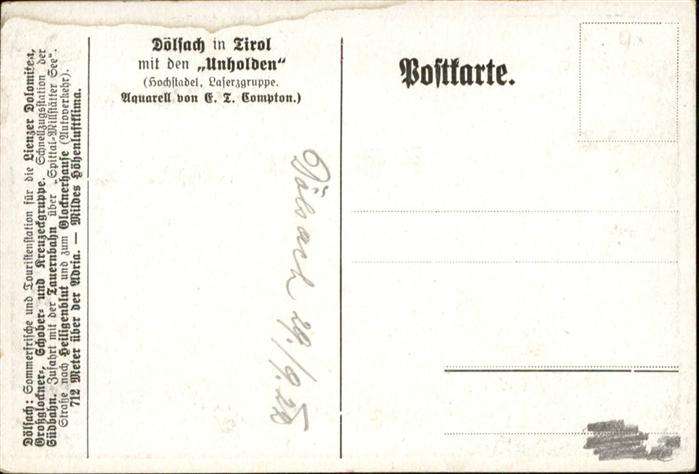 Dölsach: Sommerfrische und Touristenstation für die Lienzer Dolomiten,
Großglockner-, Schober- und Kreuzeckgruppe. Schnellzugsstation der
Südbahn. Zufahrt mit der Tauernbahn über „Spittal-Millstätter See“.
Straße nach Heiligenblut und zum Glocknerhause (Autoverkehr).
712 Meter über der Adria. — Mildes Höhenluftklima.
Dölsach in Tirol
mit den „Unholden“
(Hochstadel, Laserzgruppe.
Aquarell von E. T. Compton.)
Dölsach 29./9.28
Postkarte.